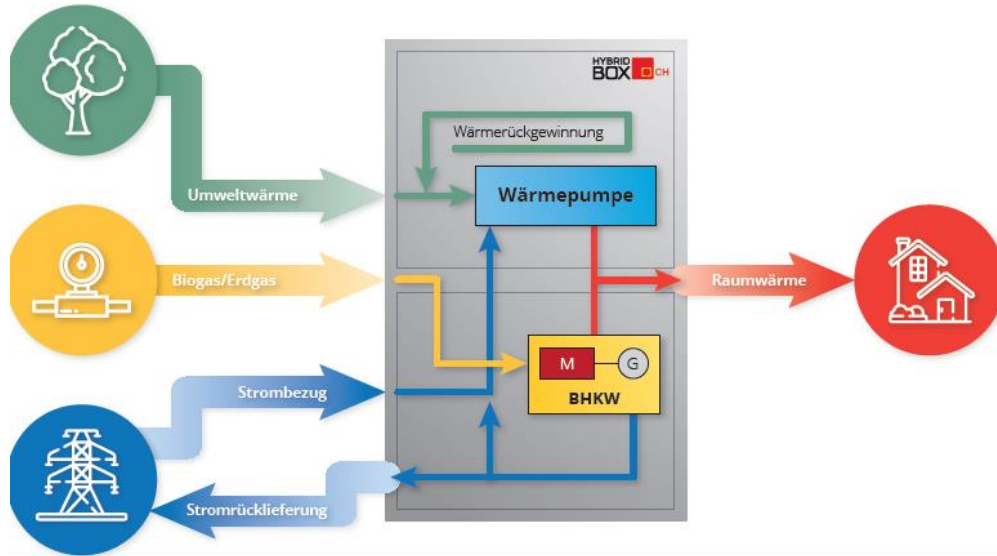 HYBRID
BOX CH
Wärmerückgewinnung
Umweltwärme
Wärmepumpe
Biogas/Erdgas
Raumwärme
M
G
BHKW
Strombezug
Stromrücklieferung